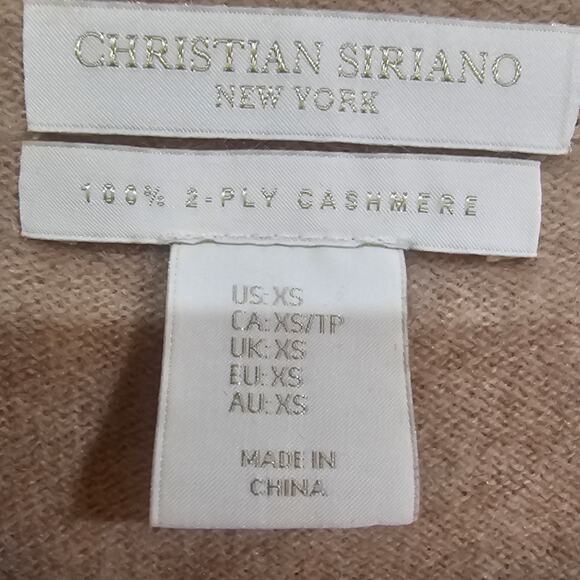 CHRISTIAN SIRIANO
NEW YORK
100% 2-PLY CASHMERE
US: XS
CA: XS/TP
UK: XS
EU: XS
AU: XS
MADE IN
CHINA